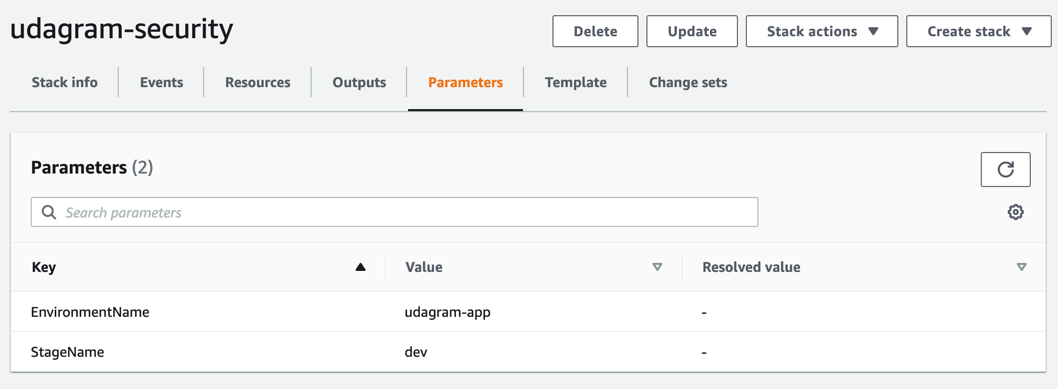 udagram-security
Delete
Update
Stack actions
Create stack
Stack info
Events
Resources
Outputs
Parameters
Template
Change sets
Parameters (2)
Search parameters
Key Value Resolved value
EnvironmentName udagram-app -
StageName dev -